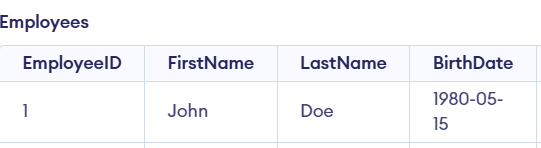 Employees
EmployeeID FirstName LastName BirthDate
1 John Doe 1980-05-
15